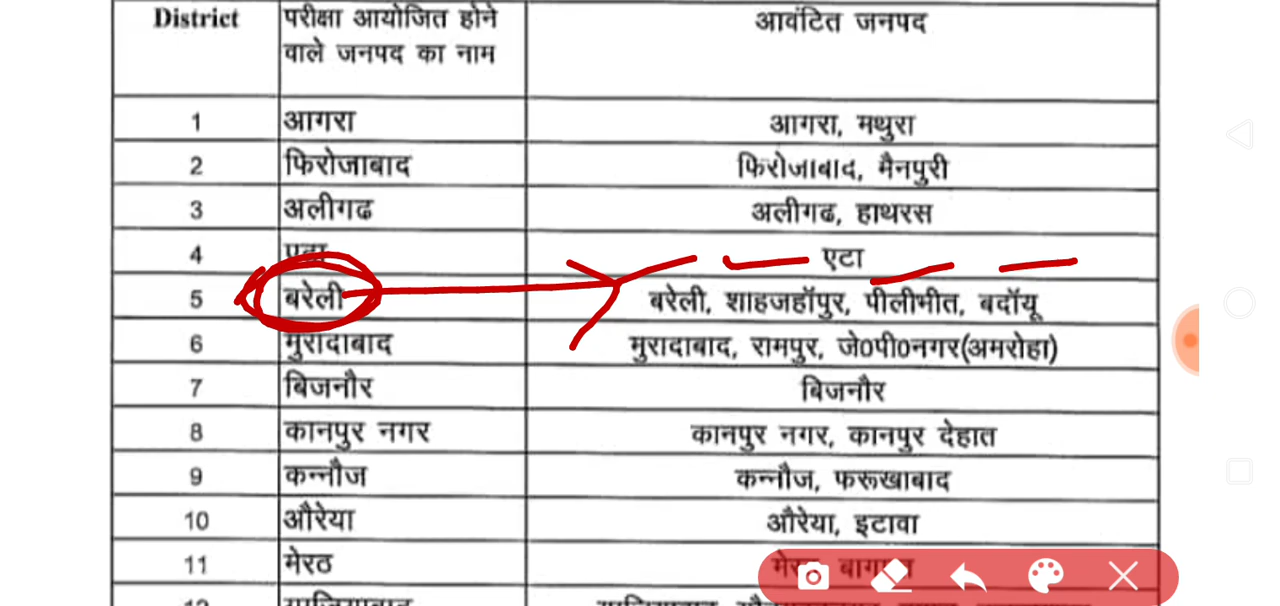 District परीक्षा आयोजित होने आवंटित जनपद
वाले जनपद का नाम
1 आगरा आगरा, मथुरा
2 फिरोजाबाद फिरोजाबाद, मैनपुरी
3 अलीगढ अलीगढ, हाथरस
4 एटा एटा
5 बरेली बरेली, शाहजहॉपुर, पीलीभीत, बदॉयू
6 मुरादाबाद मुरादाबाद, रामपुर, जे0पी0नगर(अमरोहा)
7 बिजनौर बिजनौर
8 कानपुर नगर कानपुर नगर, कानपुर देहात
9 कन्नौज कन्नौज, फरूखाबाद
10 औरेया औरेया, इटावा
11 मेरठ